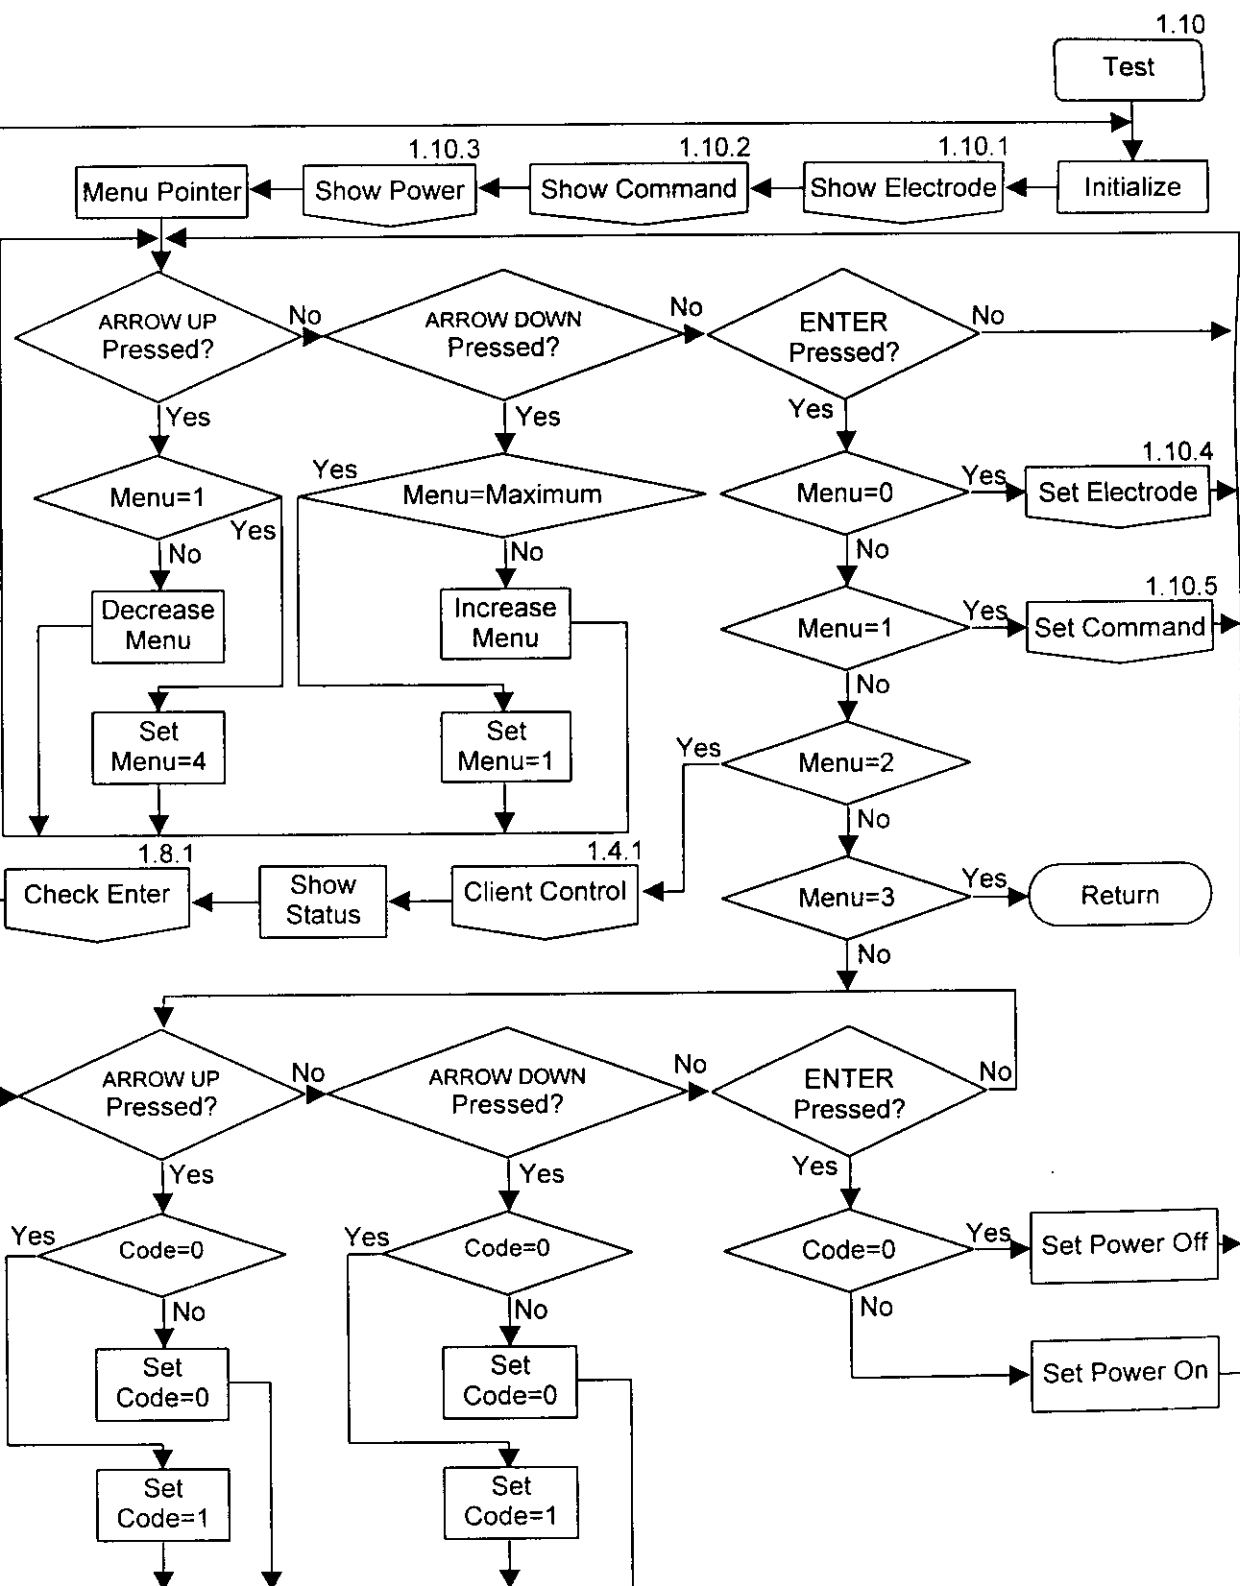 1.10
Test
1.10.3
1.10.2
1.10.1
Menu Pointer
Show Power
Show Command
Show Electrode
Initialize
ARROW UP
Pressed?
No
ARROW DOWN
Pressed?
No
ENTER
Pressed?
No
Yes
Yes
Yes
Menu=1
Yes
No
Yes
Menu=Maximum
No
Menu=0
Yes
1.10.4
Set Electrode
No
Decrease
Menu
Increase
Menu
Menu=1
Yes
1.10.5
Set Command
No
Set
Menu=4
Set
Menu=1
Yes
Menu=2
No
1.8.1
Check Enter
Show
Status
1.4.1
Client Control
Menu=3
Yes
Return
No
ARROW UP
Pressed?
No
ARROW DOWN
Pressed?
No
ENTER
Pressed?
No
Yes
Yes
Yes
Yes
Code=0
No
Yes
Code=0
No
Code=0
Yes
Set Power Off
No
Set
Code=0
Set
Code=0
Set Power On
Set
Code=1
Set
Code=1